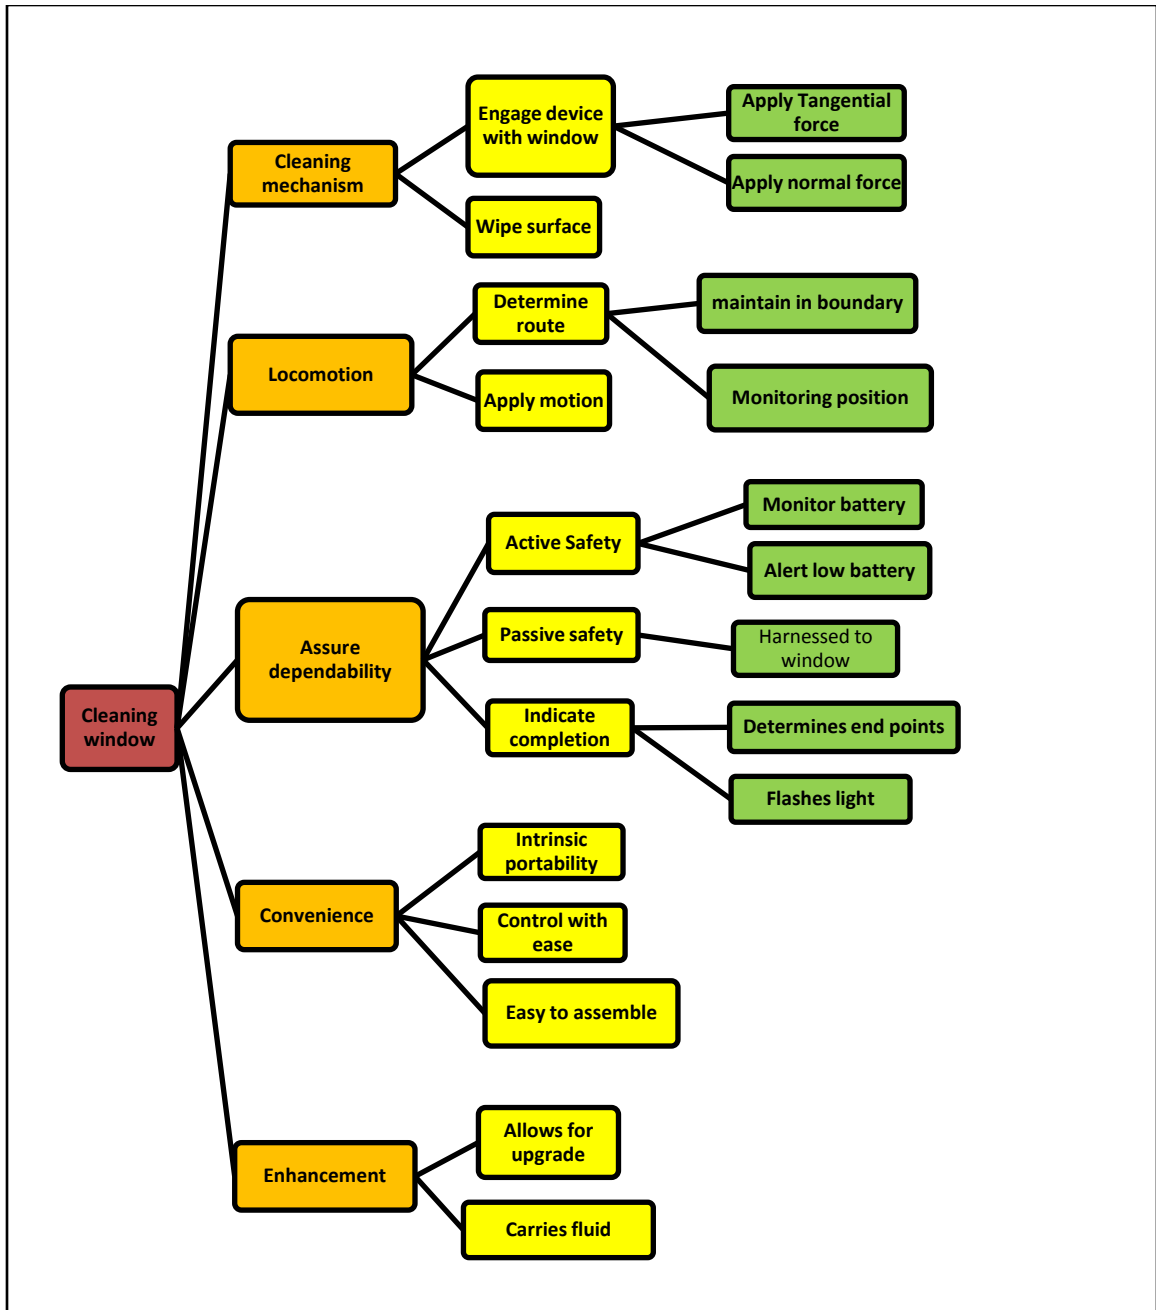 Engage device
with window
Apply Tangential
force
Cleaning
mechanism
Apply normal force
Wipe surface
Determine
route
maintain in boundary
Locomotion
Apply motion
Monitoring position
Active Safety
Monitor battery
Alert low battery
Assure
dependability
Passive safety
Harnessed to
window
Indicate
completion
Determines end points
Flashes light
Cleaning
window
Intrinsic
portability
Convenience
Control with
ease
Easy to assemble
Allows for
upgrade
Enhancement
Carries fluid